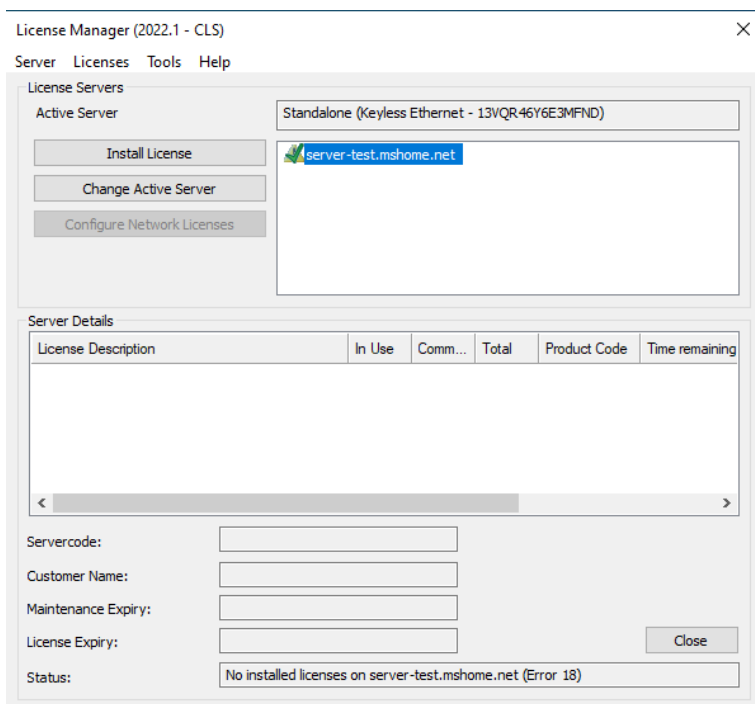 License Manager (2022.1 - CLS)
Server Licenses Tools Help
License Servers
Active Server
Standalone (Keyless Ethernet - 13VQR46Y6E3MFND)
Install License
server-test.mshome.net
Change Active Server
Configure Network Licenses
Server Details
License Description In Use Comm... Total Product Code Time remaining
Servercode:
Customer Name:
Maintenance Expiry:
License Expiry:
Close
Status:
No installed licenses on server-test.mshome.net (Error 18)